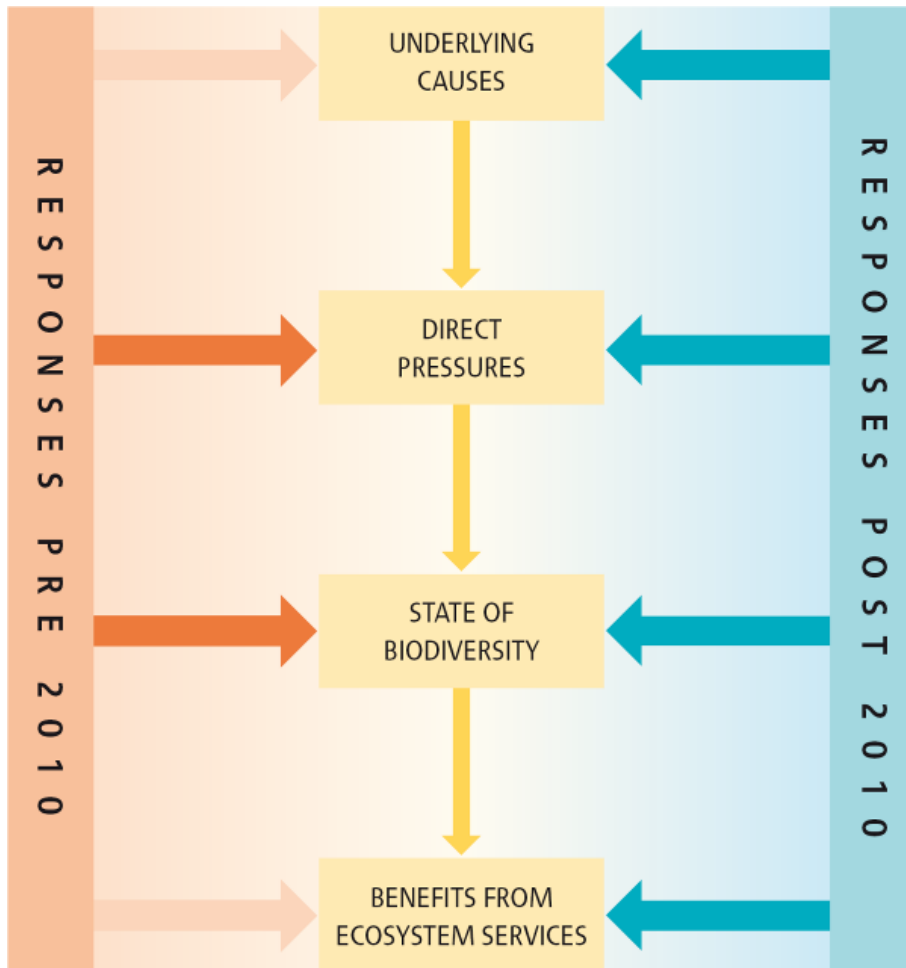 RESPONSES PRE 2010
UNDERLYING
CAUSES
DIRECT
PRESSURES
STATE OF
BIODIVERSITY
BENEFITS FROM
ECOSYSTEM SERVICES
RESPONSES POST 2010